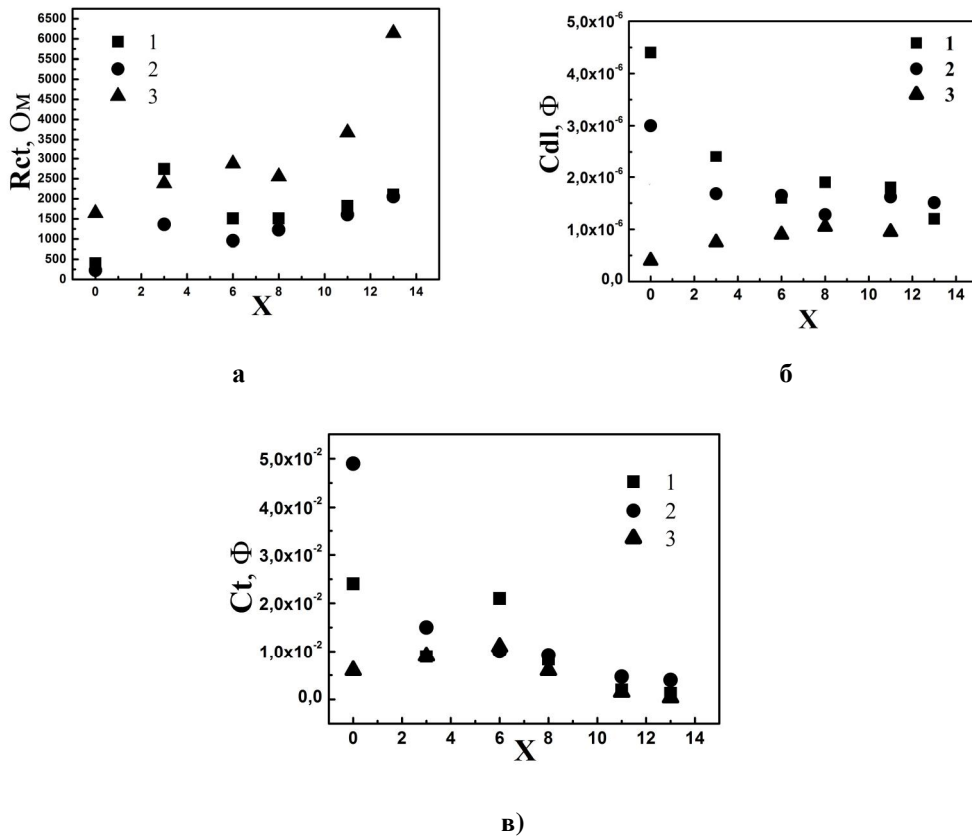 6500
6000
5500
5000
4500
4000
3500
3000
2500
2000
1500
1000
500
0
Rct, Ом
1
2
3
0 2 4 6 8 10 12 14
X
а
5,0x10⁻⁶
4,0x10⁻⁶
3,0x10⁻⁶
2,0x10⁻⁶
1,0x10⁻⁶
0,0
Cdl, Ф
1
2
3
0 2 4 6 8 10 12 14
X
б
5,0x10⁻²
4,0x10⁻²
3,0x10⁻²
2,0x10⁻²
1,0x10⁻²
0,0
Ct, Ф
1
2
3
0 2 4 6 8 10 12 14
X
в)